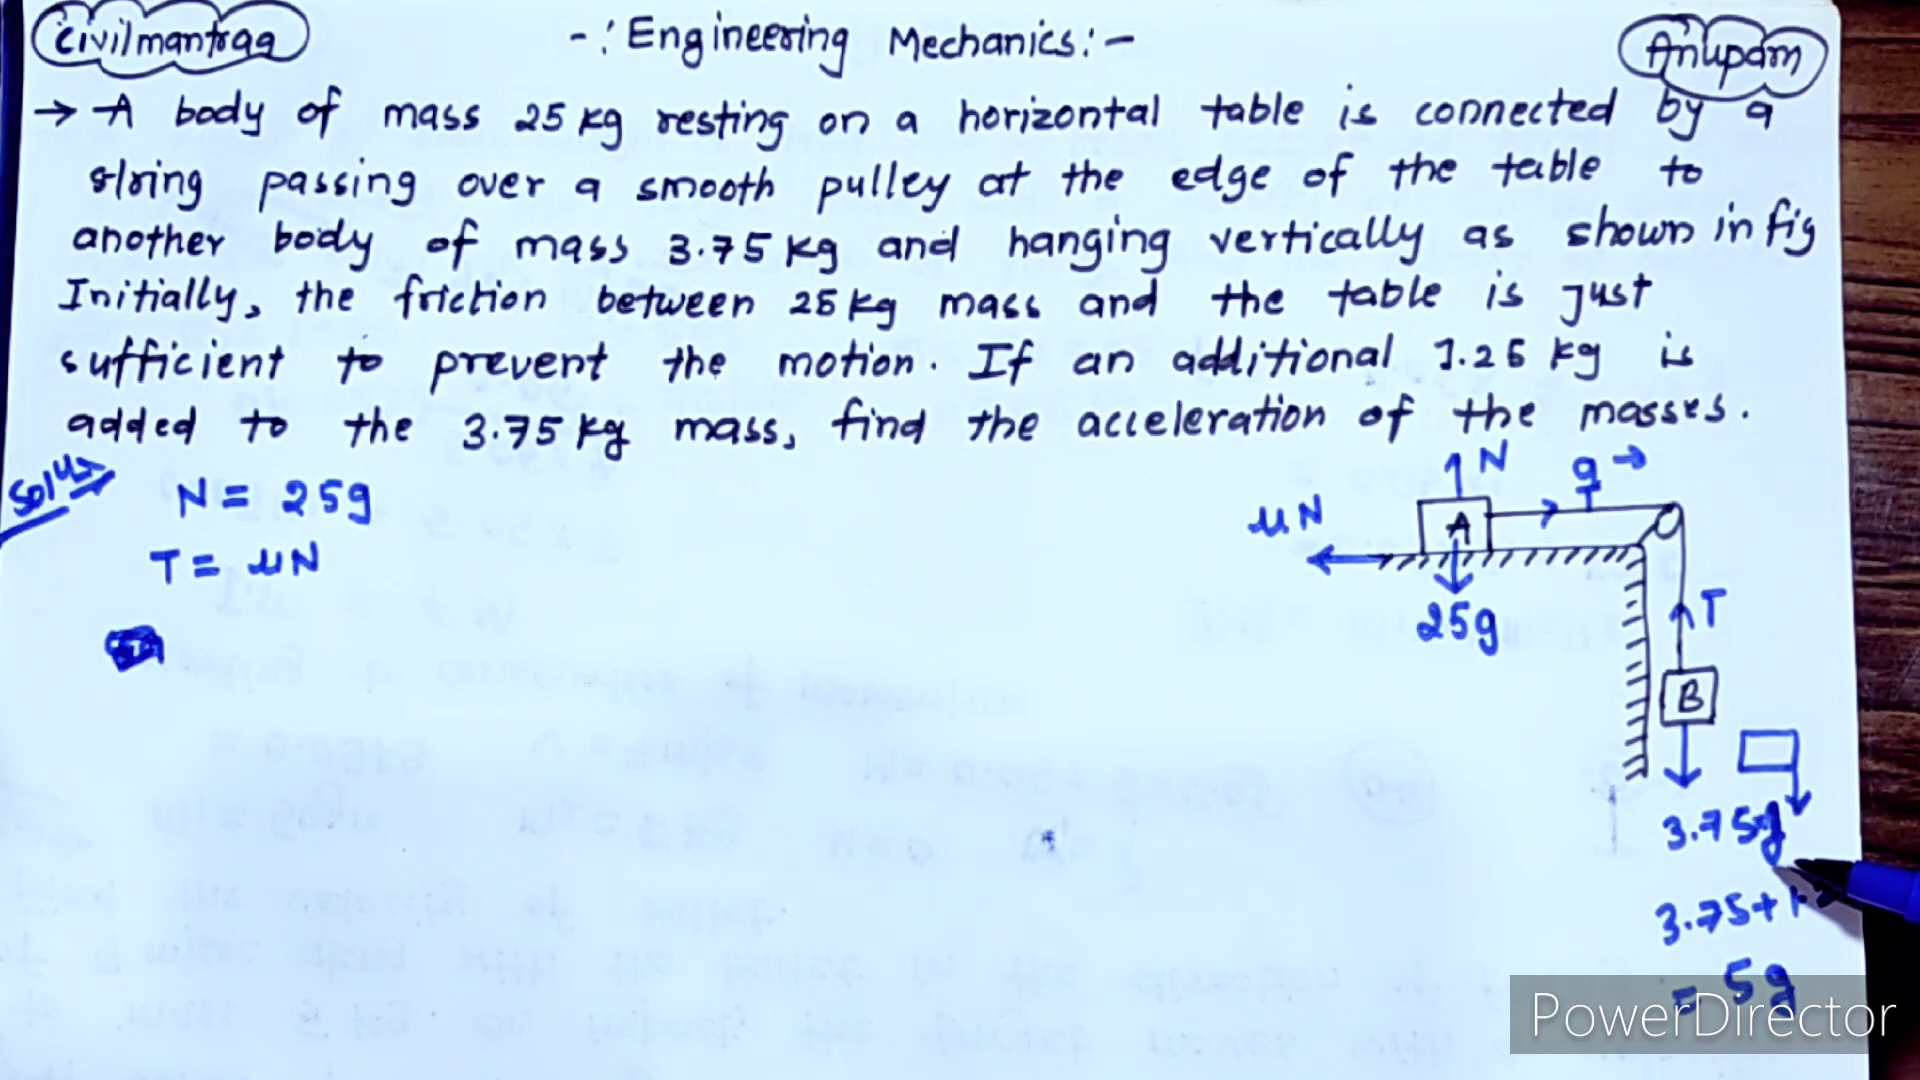 Civilmantraa
-: Engineering Mechanics:-
Anupam
→ A body of mass 25 kg resting on a horizontal table is connected by a
string passing over a smooth pulley at the edge of the table to
another body of mass 3.75 kg and hanging vertically as shown in fig
Initially, the friction between 25 kg mass and the table is just
sufficient to prevent the motion. If an additional 1.25 kg is
added to the 3.75 kg mass, find the acceleration of the masses.
N = 25g
T = μN
N
μN
A
25g
T
B
3.75g
3.75+
= 5g
PowerDirector